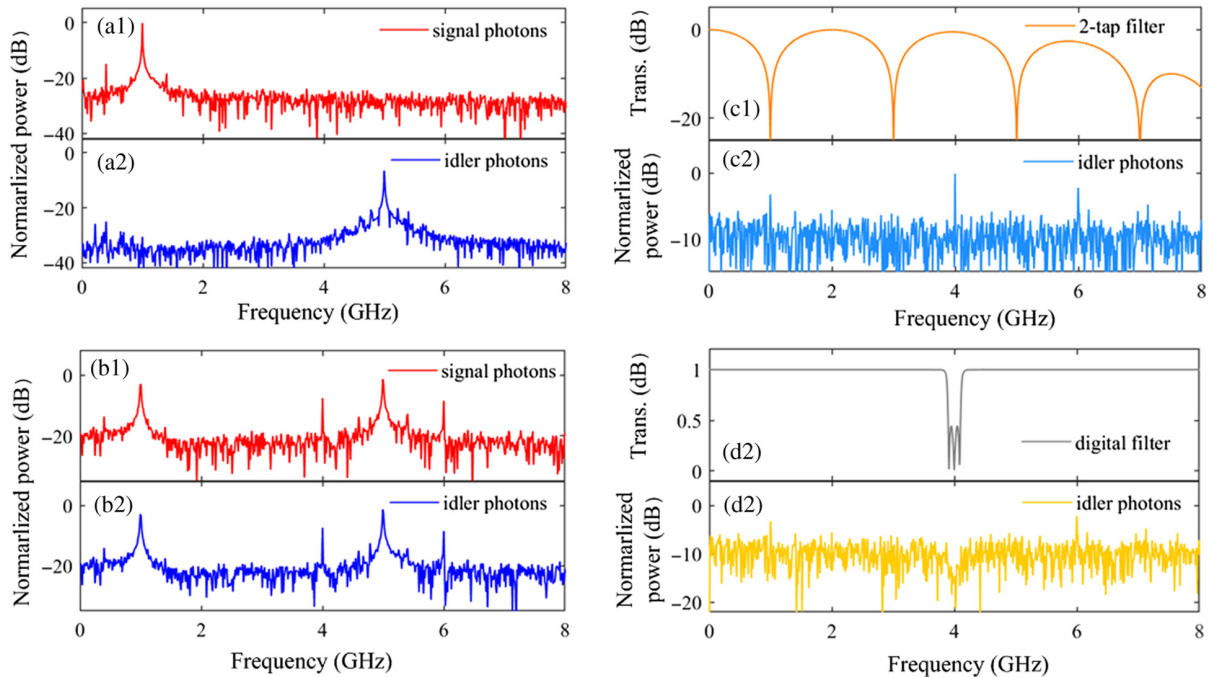 (a1)
signal photons
0
−20
−40
(a2)
idler photons
0
−20
−40
Normarlized power (dB)
0 2 4 6 8
Frequency (GHz)
(b1)
signal photons
0
−20
(b2)
idler photons
0
−20
Normarlized power (dB)
0 2 4 6 8
Frequency (GHz)
Trans. (dB)
0
−20
2-tap filter
(c1)
Normarlized
power (dB)
0
−10
(c2)
idler photons
0 2 4 6 8
Frequency (GHz)
Trans. (dB)
1
0.5
0
(d2)
digital filter
Normarlized
power (dB)
0
−10
−20
(d2)
idler photons
0 2 4 6 8
Frequency (GHz)